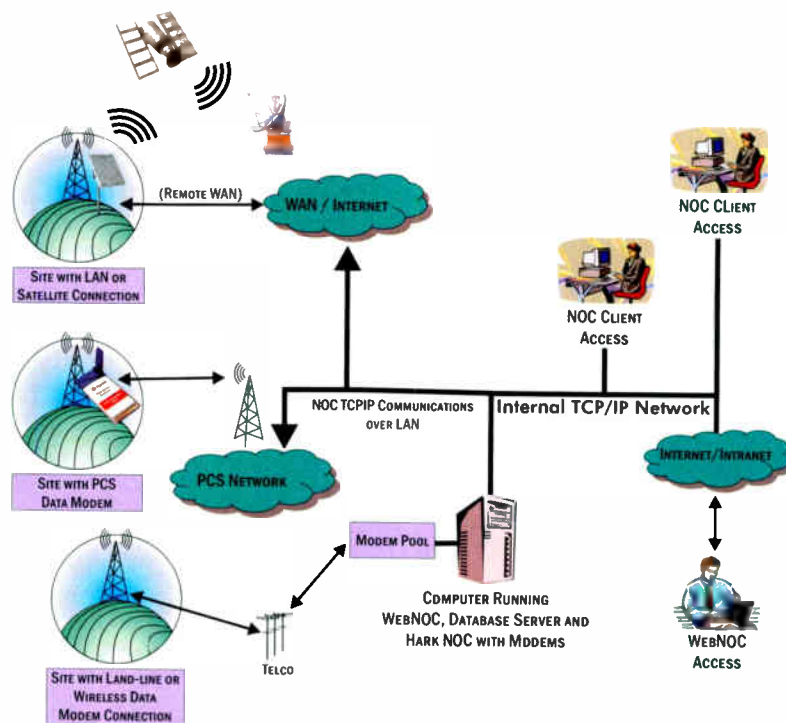 (REMOTE WAN)
WAN / INTERNET
SITE WITH LAN OR
SATELLITE CONNECTION
NOC CLIENT
ACCESS
NOC CLIENT
ACCESS
NOC TCPIP COMMUNICATIONS
OVER LAN
Internal TCP/IP Network
SITE WITH PCS
DATA MODEM
PCS NETWORK
INTERNET/INTRANET
MODEM POOL
COMPUTER RUNNING
WEBNOC, DATABASE SERVER AND
HARK NOC WITH MDDEMS
WEBNOC
ACCESS
TELCO
SITE WITH LAND-LINE OR
WIRELESS DATA
MODEM CONNECTION